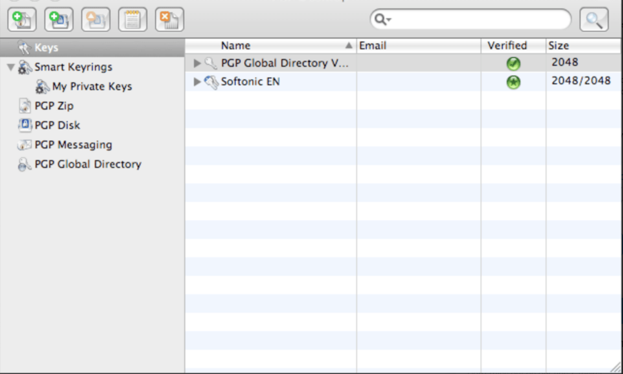 Keys
Smart Keyrings
My Private Keys
PGP Zip
PGP Disk
PGP Messaging
PGP Global Directory
Name Email Verified Size
PGP Global Directory V... 2048
Softonic EN 2048/2048